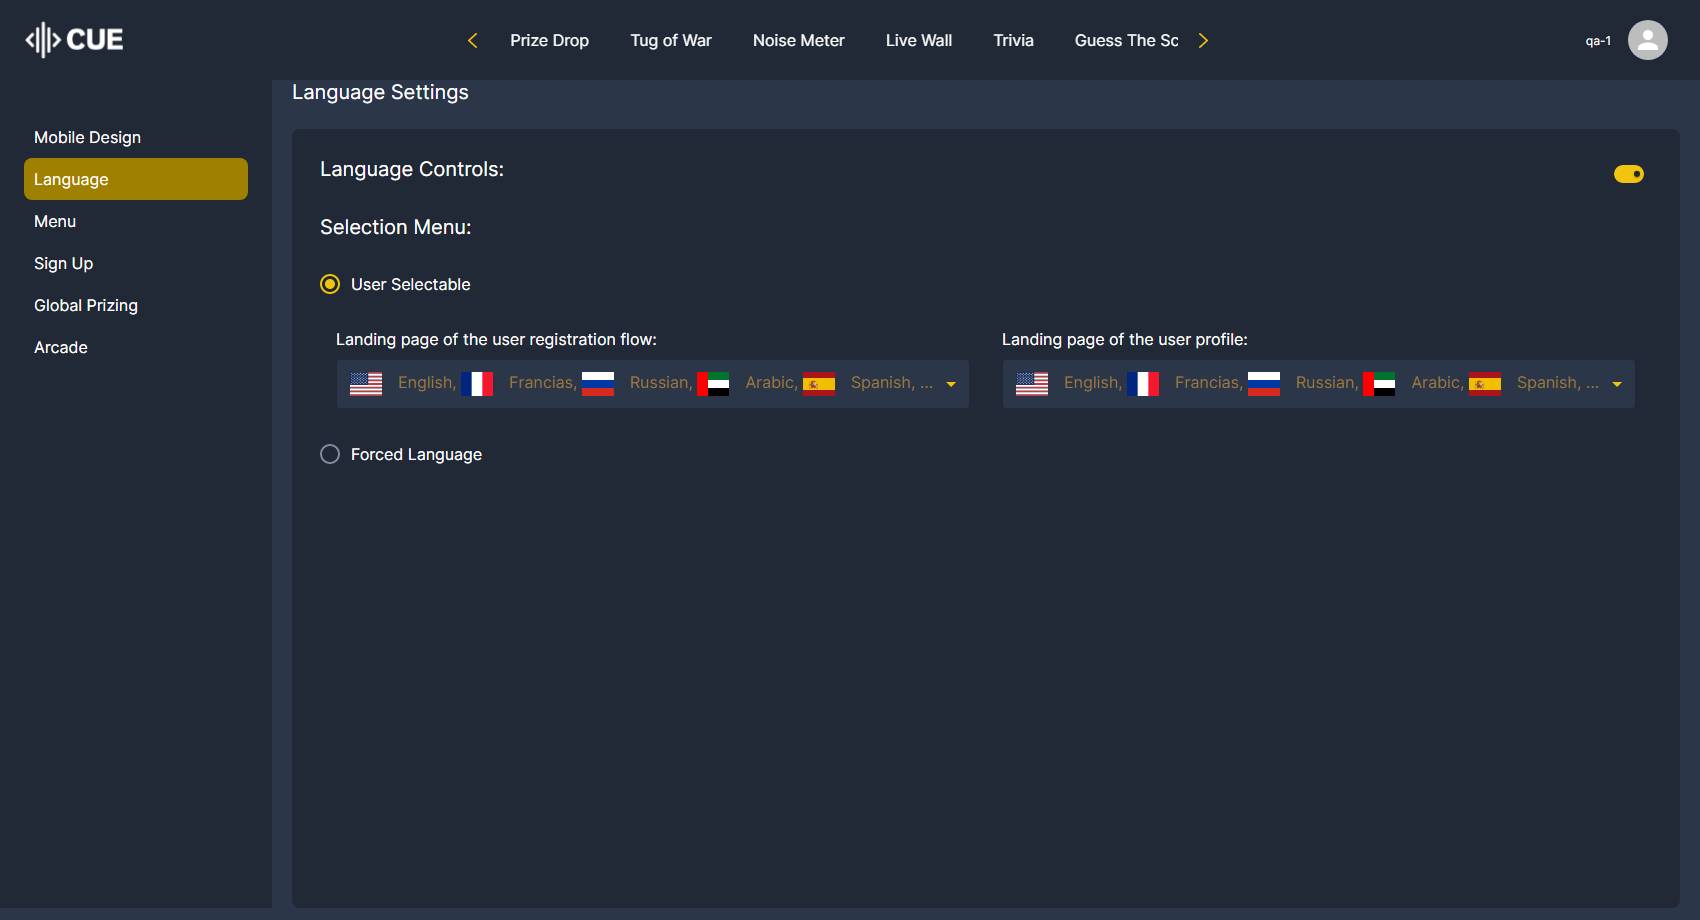 CUE
Prize Drop Tug of War Noise Meter Live Wall Trivia Guess The Sc
qa-1
Mobile Design
Language
Menu
Sign Up
Global Prizing
Arcade
Language Settings
Language Controls:
Selection Menu:
User Selectable
Landing page of the user registration flow:
English, Francias, Russian, Arabic, Spanish, ...
Landing page of the user profile:
English, Francias, Russian, Arabic, Spanish, ...
Forced Language